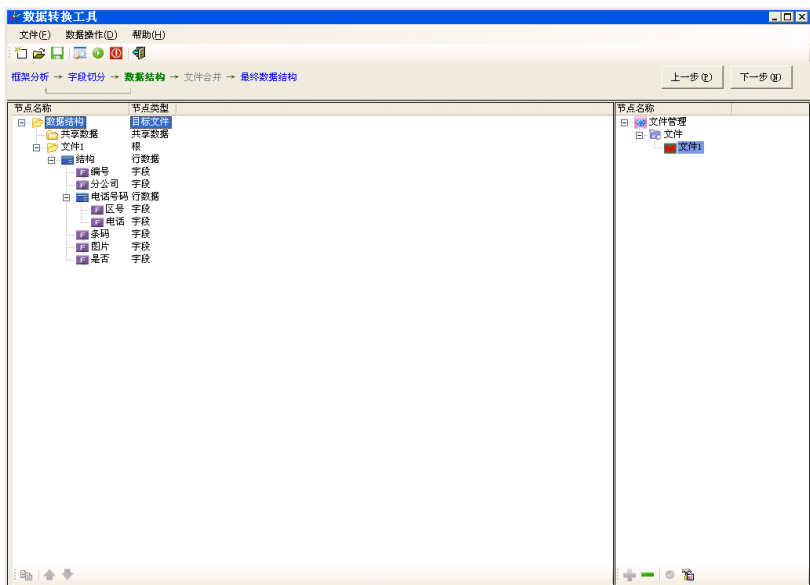 数据转换工具
文件(F) 数据操作(D) 帮助(H)
框架分析 → 字段切分 → 数据结构 → 文件合并 → 最终数据结构
上一步(P) 下一步(N)
节点名称 节点类型
数据结构 目标文件
共享数据 共享数据
文件1 根
结构 行数据
F 编号 字段
F 分公司 字段
电话号码 行数据
F 区号 字段
F 电话 字段
F 条码 字段
F 图片 字段
F 是否 字段
节点名称
文件管理
文件
文件1